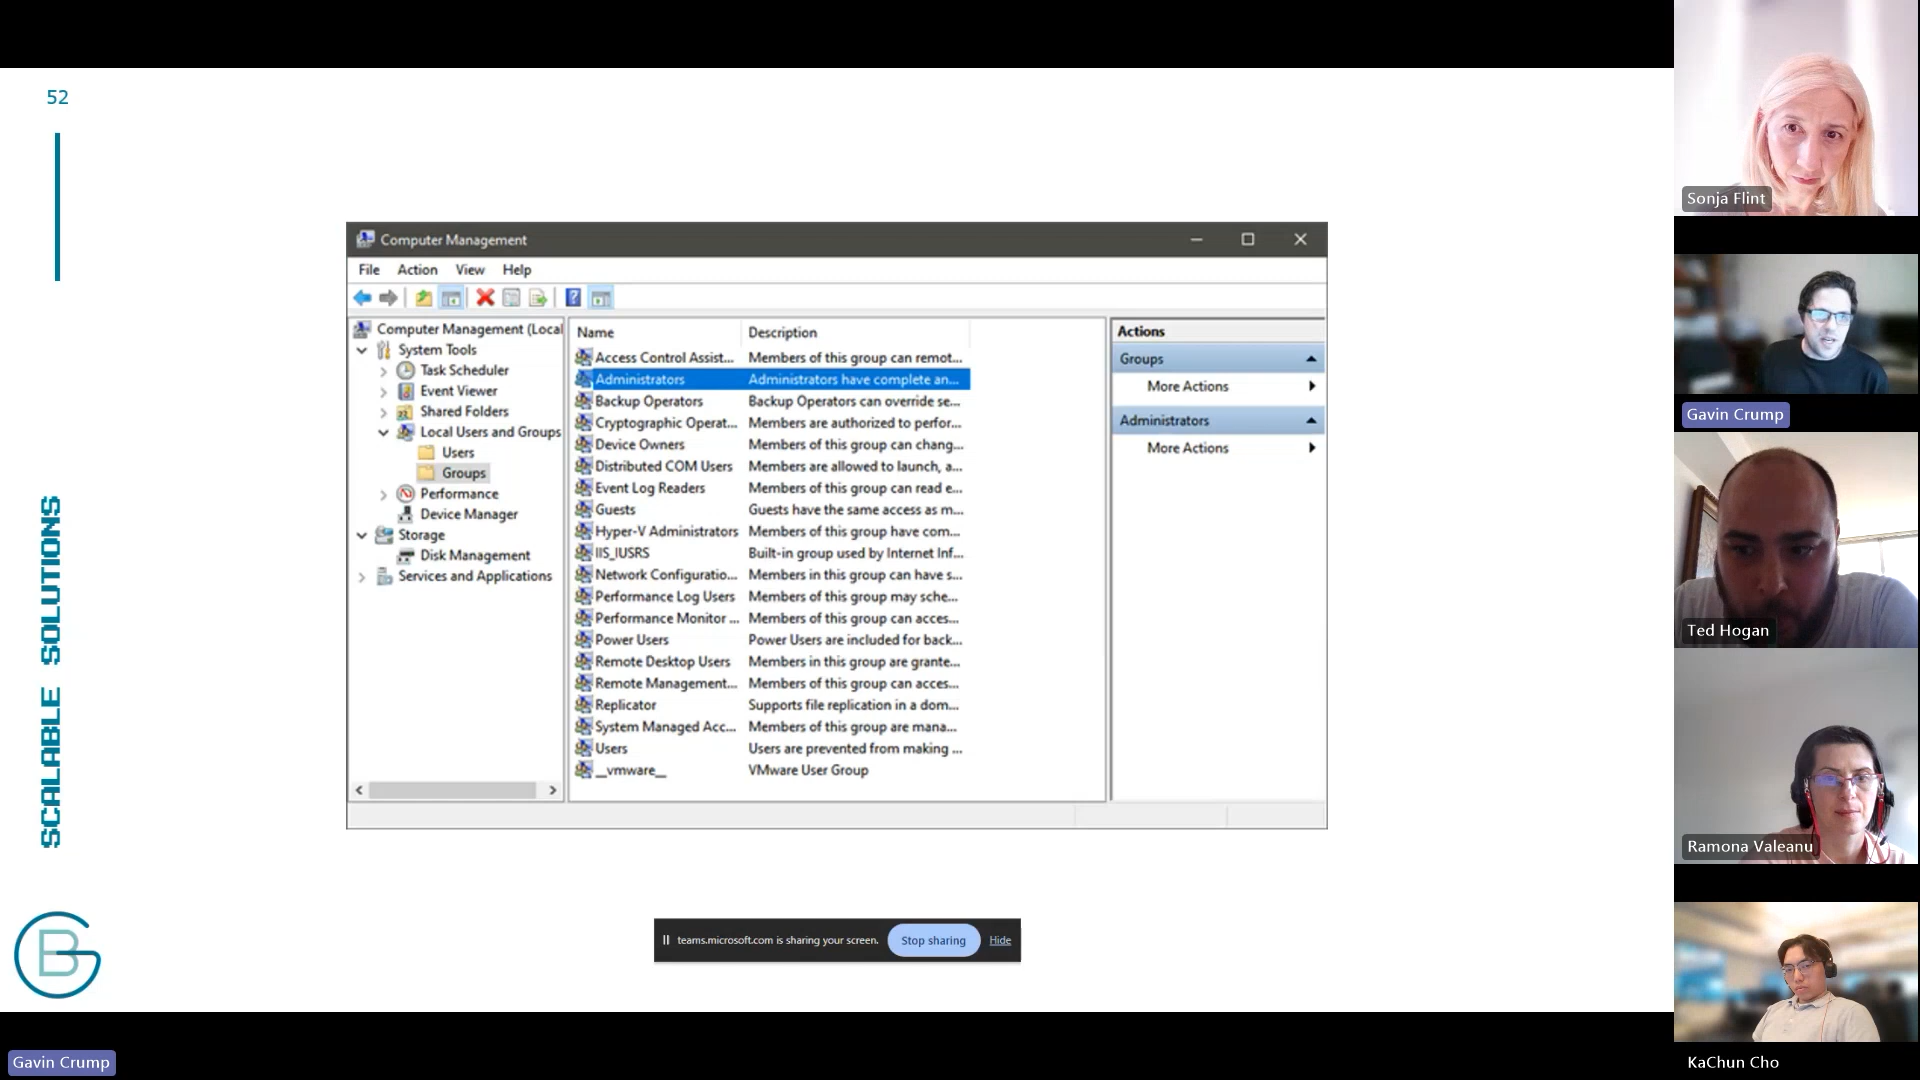 52
SCALABLE SOLUTIONS
Computer Management
File Action View Help
Computer Management (Local
System Tools
Task Scheduler
Event Viewer
Shared Folders
Local Users and Groups
Users
Groups
Performance
Device Manager
Storage
Disk Management
Services and Applications
Name Description
Access Control Assist... Members of this group can remot...
Administrators Administrators have complete an...
Backup Operators Backup Operators can override se...
Cryptographic Operat... Members are authorized to perfor...
Device Owners Members of this group can chang...
Distributed COM Users Members are allowed to launch, a...
Event Log Readers Members of this group can read e...
Guests Guests have the same access as m...
Hyper-V Administrators Members of this group have com...
IIS_IUSRS Built-in group used by Internet Inf...
Network Configuratio... Members in this group can have s...
Performance Log Users Members of this group may sche...
Performance Monitor ... Members of this group can acces...
Power Users Power Users are included for back...
Remote Desktop Users Members in this group are grante...
Remote Management... Members of this group can acces...
Replicator Supports file replication in a dom...
System Managed Acc... Members of this group are mana...
Users Users are prevented from making ...
__vmware__ VMware User Group
Actions
Groups
More Actions
Administrators
More Actions
teams.microsoft.com is sharing your screen. Stop sharing Hide
GB
Gavin Crump
Sonja Flint
Gavin Crump
Ted Hogan
Ramona Valeanu
KaChun Cho